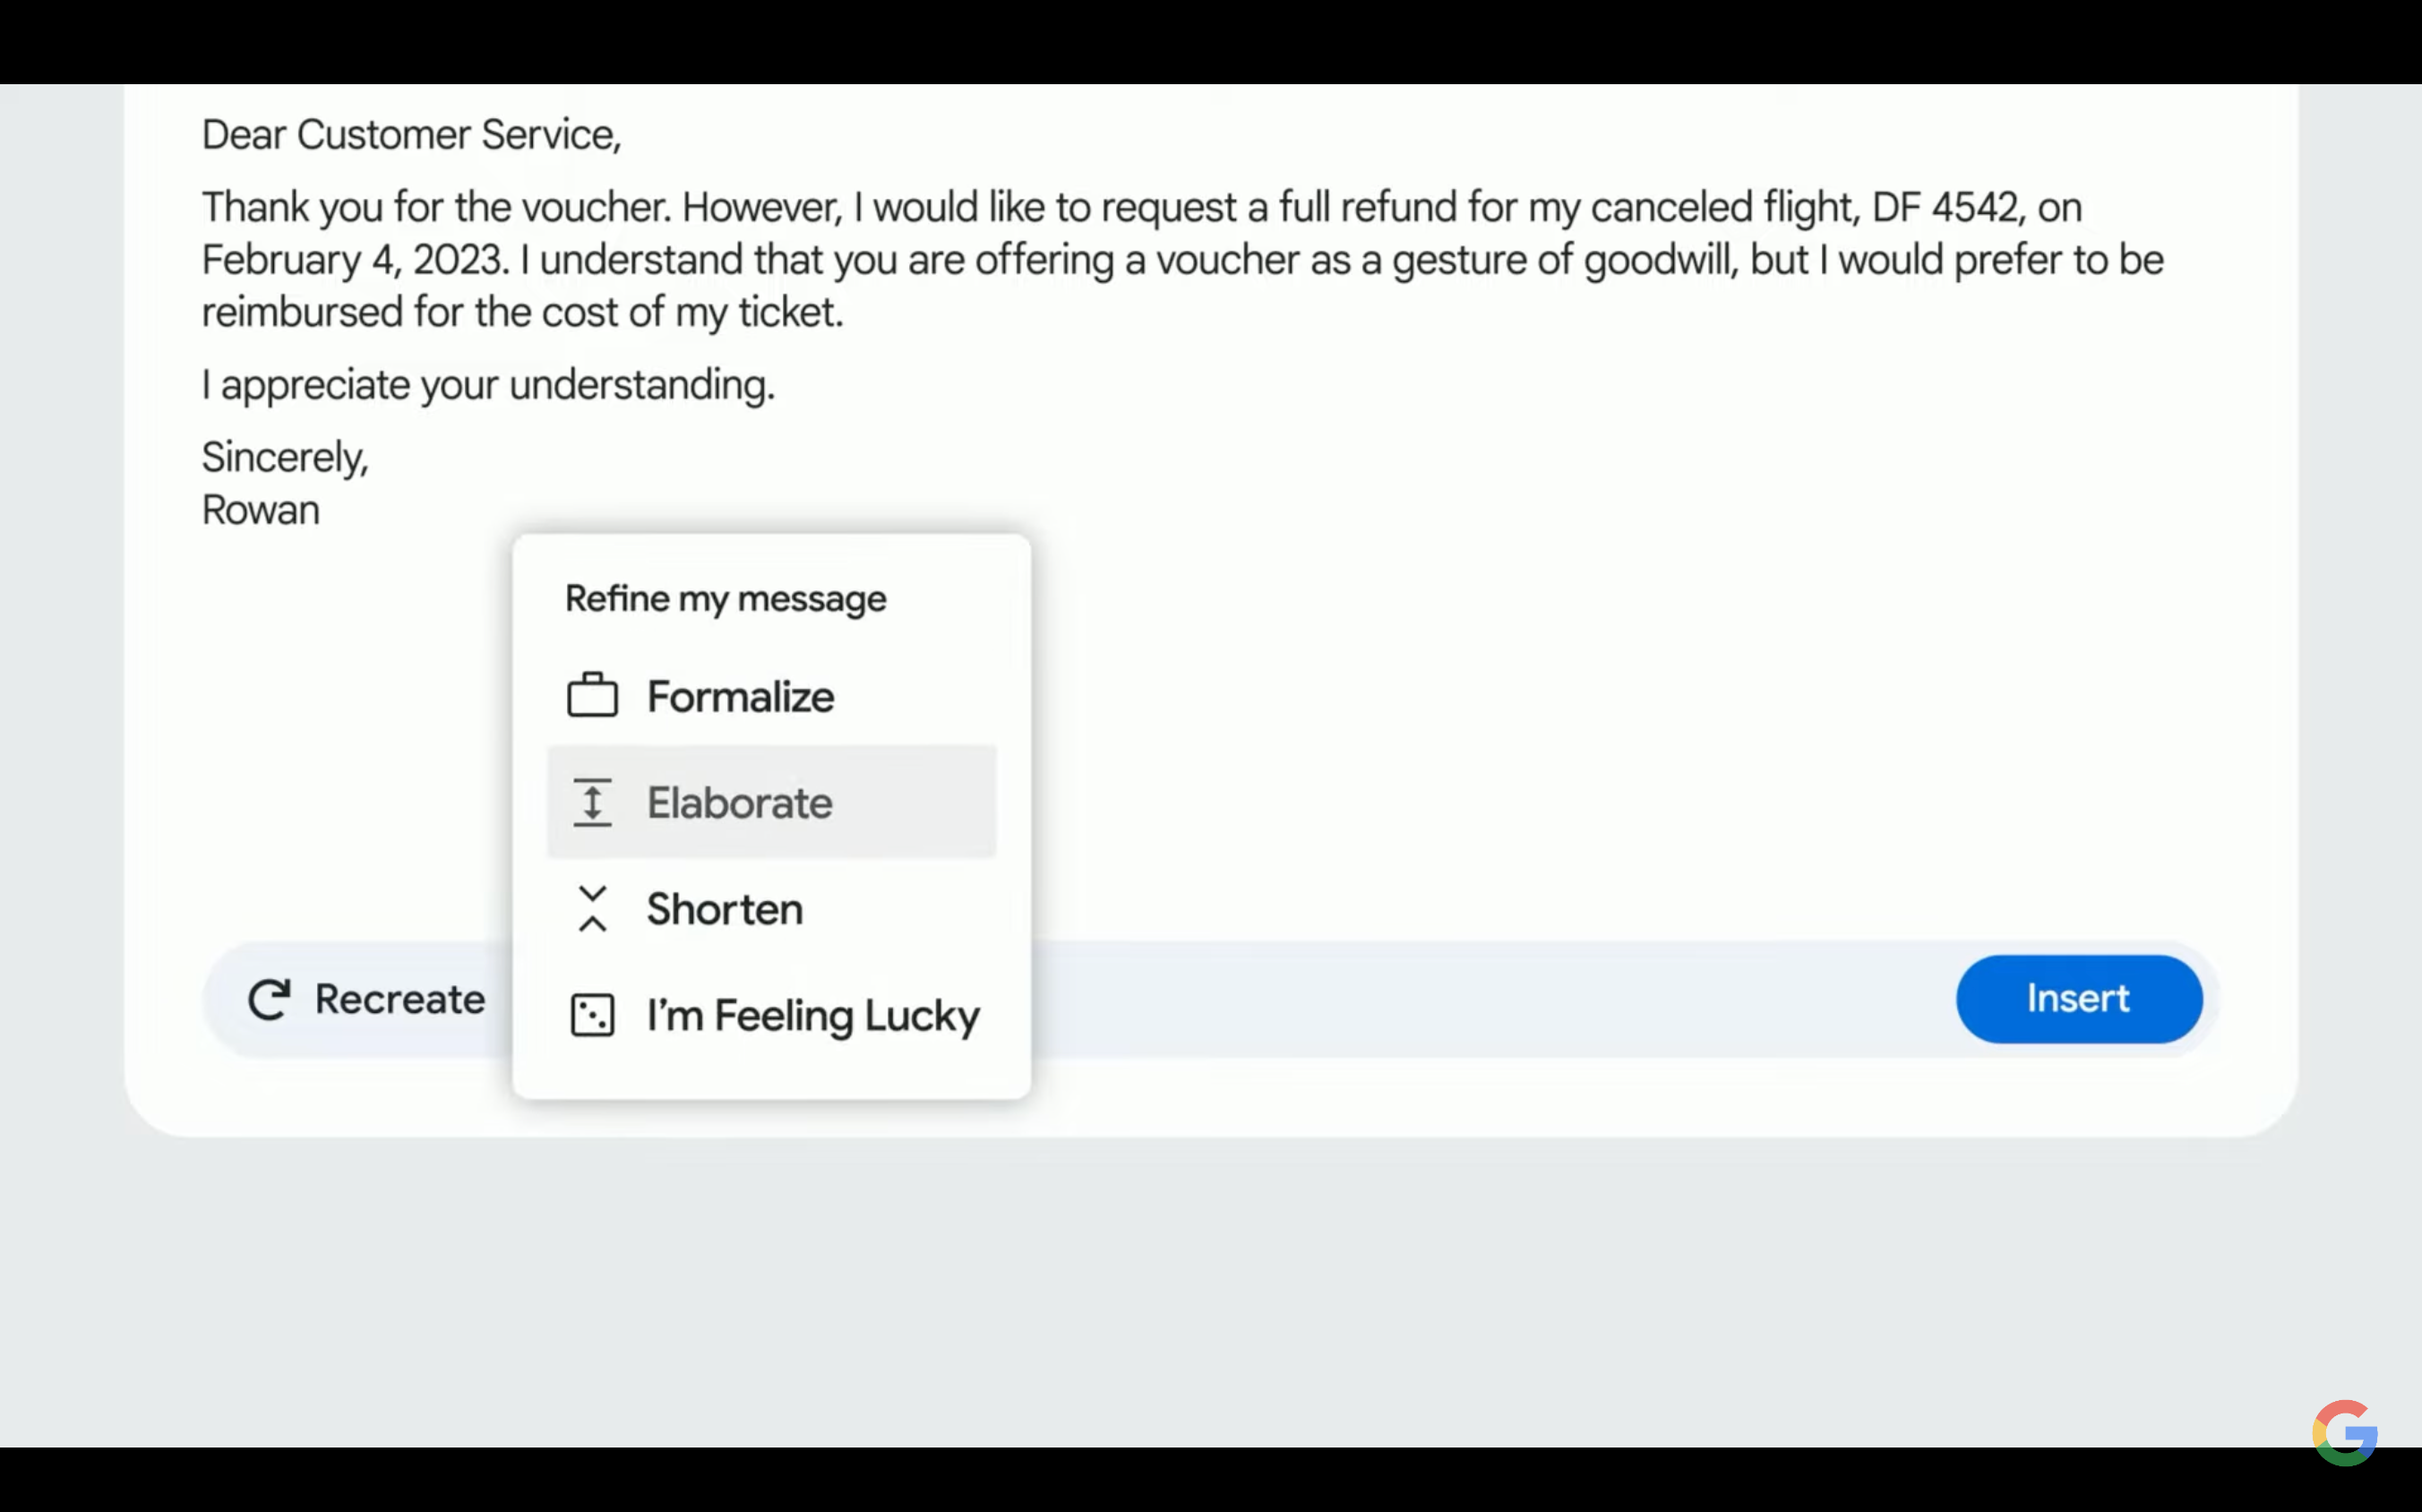 Dear Customer Service,
Thank you for the voucher. However, I would like to request a full refund for my canceled flight, DF 4542, on
February 4, 2023. I understand that you are offering a voucher as a gesture of goodwill, but I would prefer to be
reimbursed for the cost of my ticket.
I appreciate your understanding.
Sincerely,
Rowan
Refine my message
Formalize
Elaborate
Shorten
I’m Feeling Lucky
Recreate
Insert